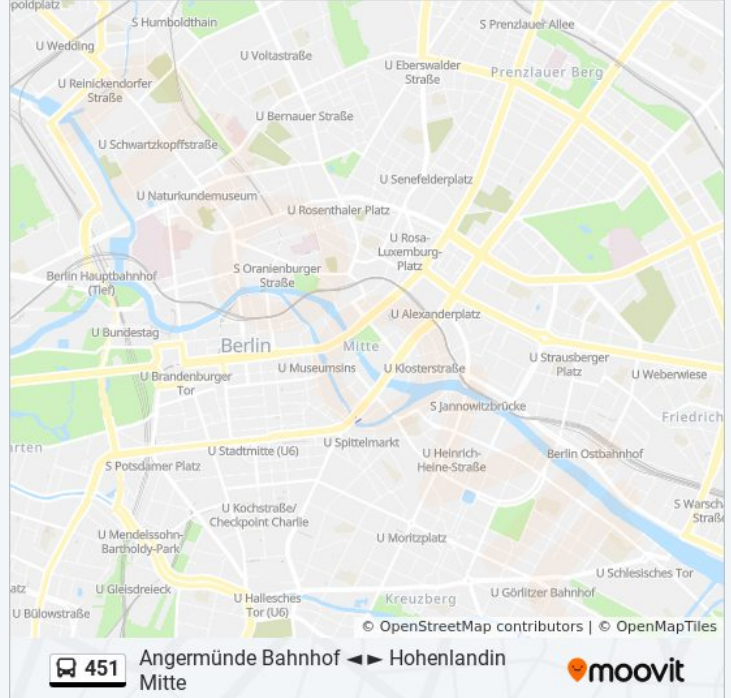 poldplatz
S Humboldthain
S Prenzlauer Allee
U Wedding
U Voltastraße
U Eberswalder
Straße
Prenzlauer Berg
U Reinickendorfer
Straße
U Bernauer Straße
U Schwartzkopffstraße
U Senefelderplatz
U Naturkundemuseum
U Rosenthaler Platz
U Rosa-
Luxemburg-
Platz
Berlin Hauptbahnhof
(Tief)
S Oranienburger
Straße
U Alexanderplatz
U Bundestag
Berlin
Mitte
U Strausberger
Platz
U Museumsins
U Klosterstraße
U Weberwiese
U Brandenburger
Tor
S Jannowitzbrücke
Friedrich
rten
U Stadtmitte (U6)
U Spittelmarkt
U Heinrich-
Heine-Straße
Berlin Ostbahnhof
S Potsdamer Platz
S Warsch
Straße
U Kochstraße/
Checkpoint Charlie
U Mendelssohn-
Bartholdy-Park
U Moritzplatz
U Schlesisches Tor
atz
U Gleisdreieck
U Hallesches
Tor (U6)
Kreuzberg
U Görlitzer Bahnhof
U Bülowstraße
© OpenStreetMap contributors | © OpenMapTiles
451
Angermünde Bahnhof ◄ ► Hohenlandin
Mitte
moovit